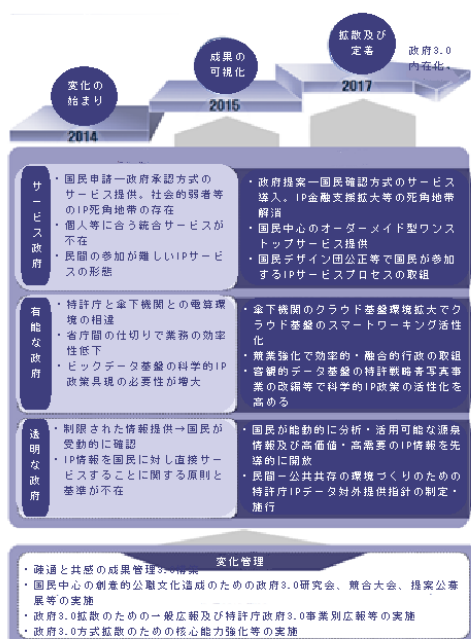 拡散及び
定着
政府3.0
内在化、
成果の
可視化
変化の
始まり
2017
2015
2014
サービス政府
・国民申請―政府承認方式の
サービス提供。社会的弱者等
のIP死角地帯の存在
・個人等に合う統合サービスが
不在
・民間の参加が難しいIPサービ
スの形態
・政府提案―国民確認方式のサービス
導入。IP金融支援拡大等の死角地帯
解消
・国民中心のオーダーメイド型ワンス
トップサービス提供
・国民デザイン団公正等で国民が参加
するIPサービスプロセスの取組
有能な政府
・特許庁と傘下機関との電算環
境の相違
・省庁間の仕切りで業務の効率
性低下
・ビックデータ基盤の科学的IP
政策具現の必要性が増大
・傘下機関のクラウド基盤環境拡大でク
ラウド基盤のスマートワーキング活性
化
・競業強化で効率的・融合的行政の取組
・客観的データ基盤の特許戦略青写真事
業の改編等で科学的IP政策の活性化を
高める
透明な政府
・制限された情報提供→国民が
受動的に確認
・IP情報を国民に対し直接サー
ビスすることに関する原則と
基準が不在
・国民が能動的に分析・活用可能な源泉
情報及び高価値・高需要のIP情報を先
導的に開放
・民間－公共共存の環境づくりのための
特許庁IPデータ対外提供指針の制定・
施行
変化管理
・疎通と共感の成果管理3.0構築
・国民中心の創意的公職文化造成のための政府3.0研究会、競合大会、提案公募
展等の実施
・政府3.0拡散のための一般広報及び特許庁政府3.0事業別広報等の実施
・政府3.0方式拡散のための核心能力強化等の実施